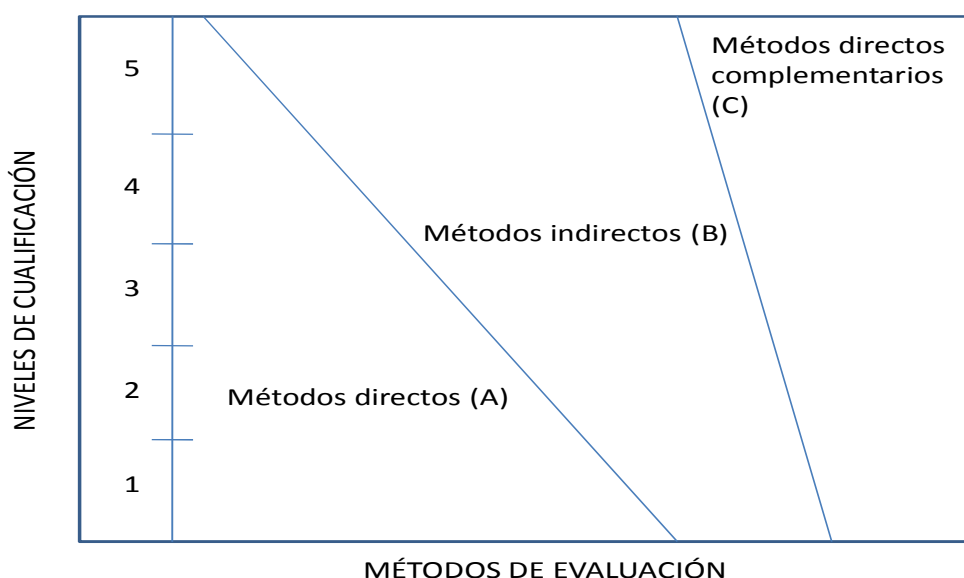 NIVELES DE CUALIFICACIÓN
5
4
3
2
1
Métodos directos
complementarios
(C)
Métodos indirectos (B)
Métodos directos (A)
MÉTODOS DE EVALUACIÓN